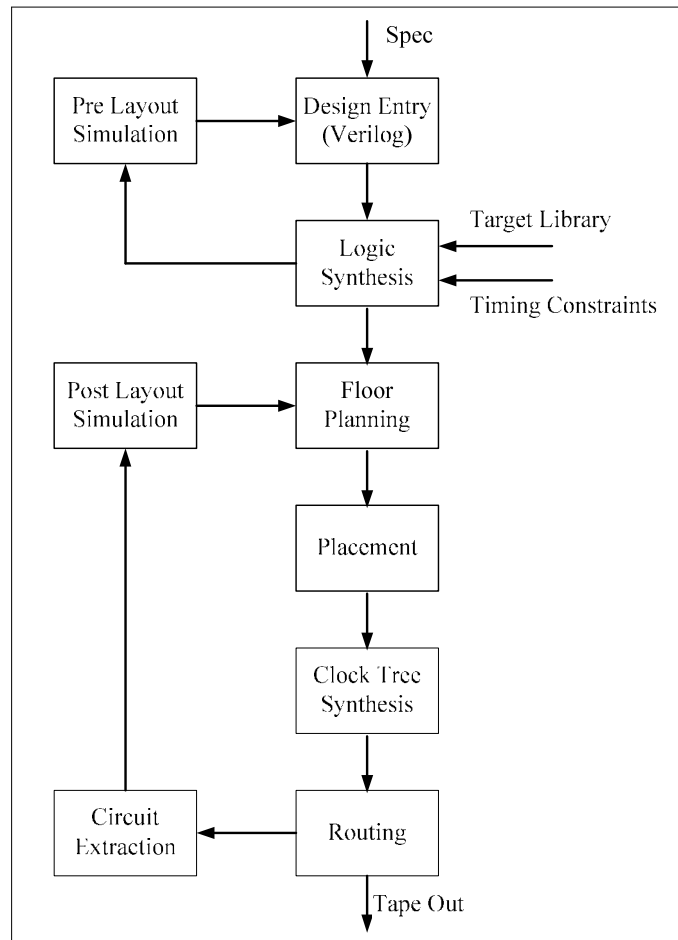 Spec
Pre Layout
Simulation
Design Entry
(Verilog)
Target Library
Logic
Synthesis
Timing Constraints
Post Layout
Simulation
Floor
Planning
Placement
Clock Tree
Synthesis
Circuit
Extraction
Routing
Tape Out